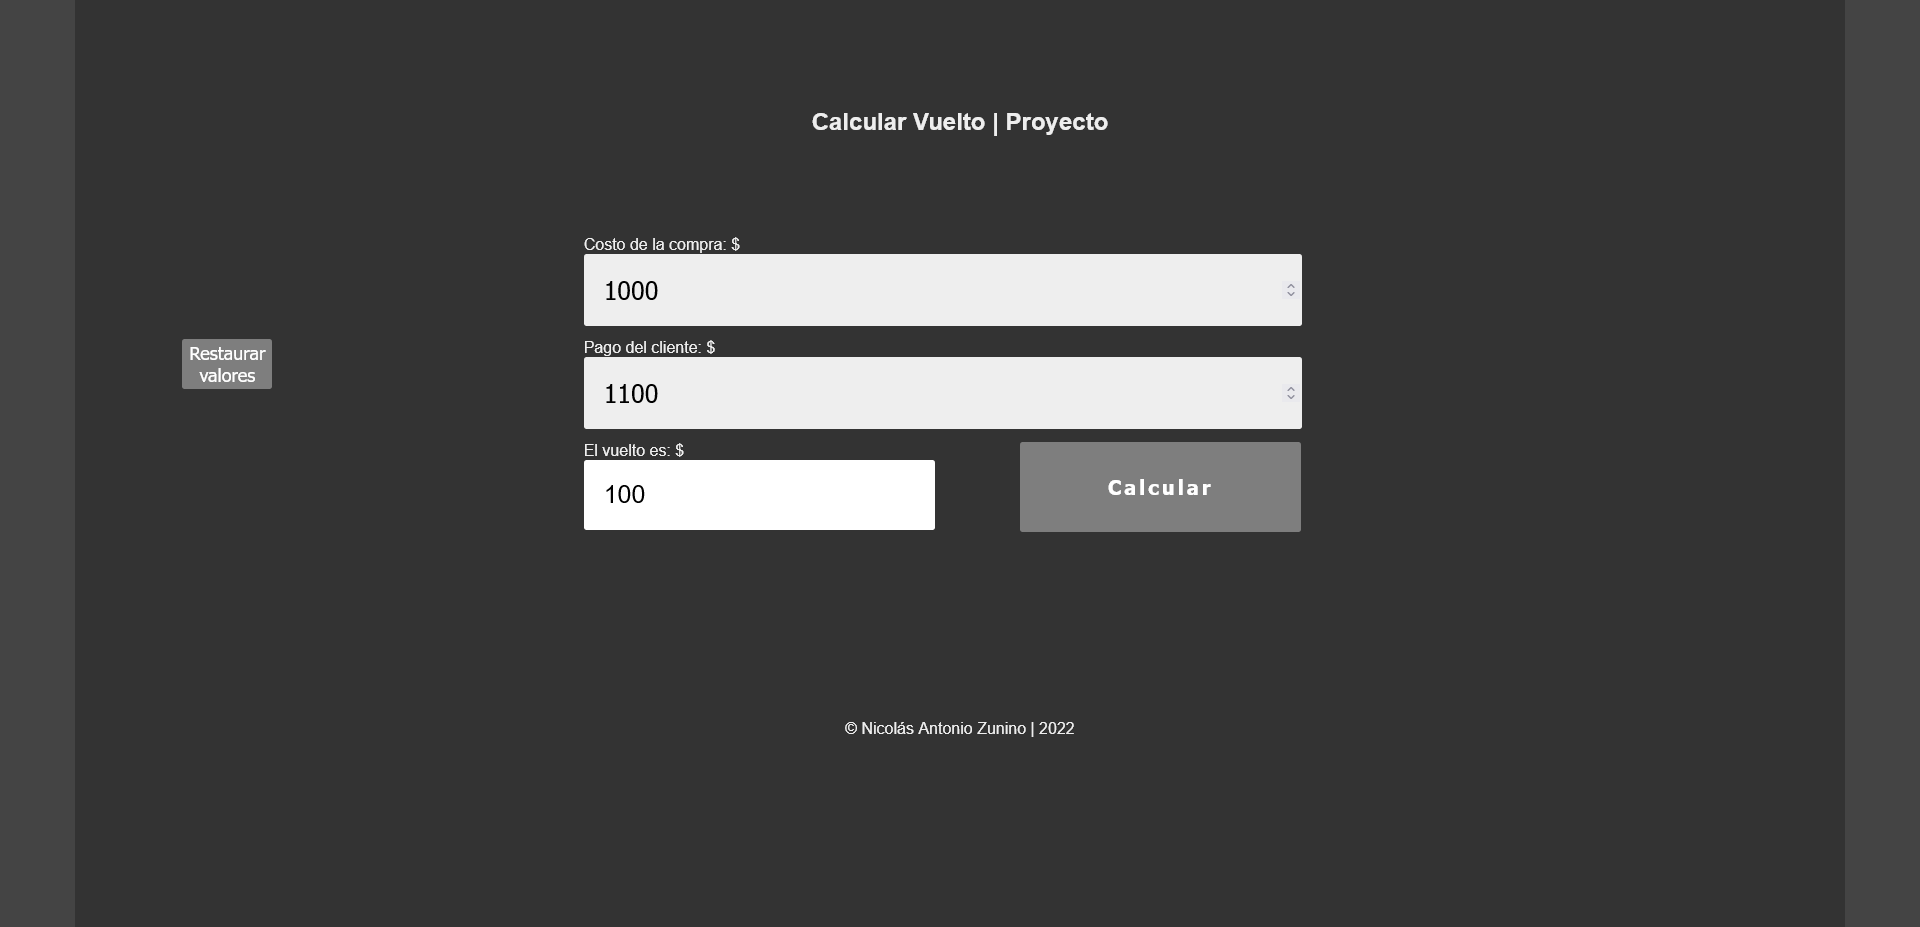 Calcular Vuelto | Proyecto
Costo de la compra: $
1000
Restaurar
valores
Pago del cliente: $
1100
El vuelto es: $
100
Calcular
© Nicolás Antonio Zunino | 2022